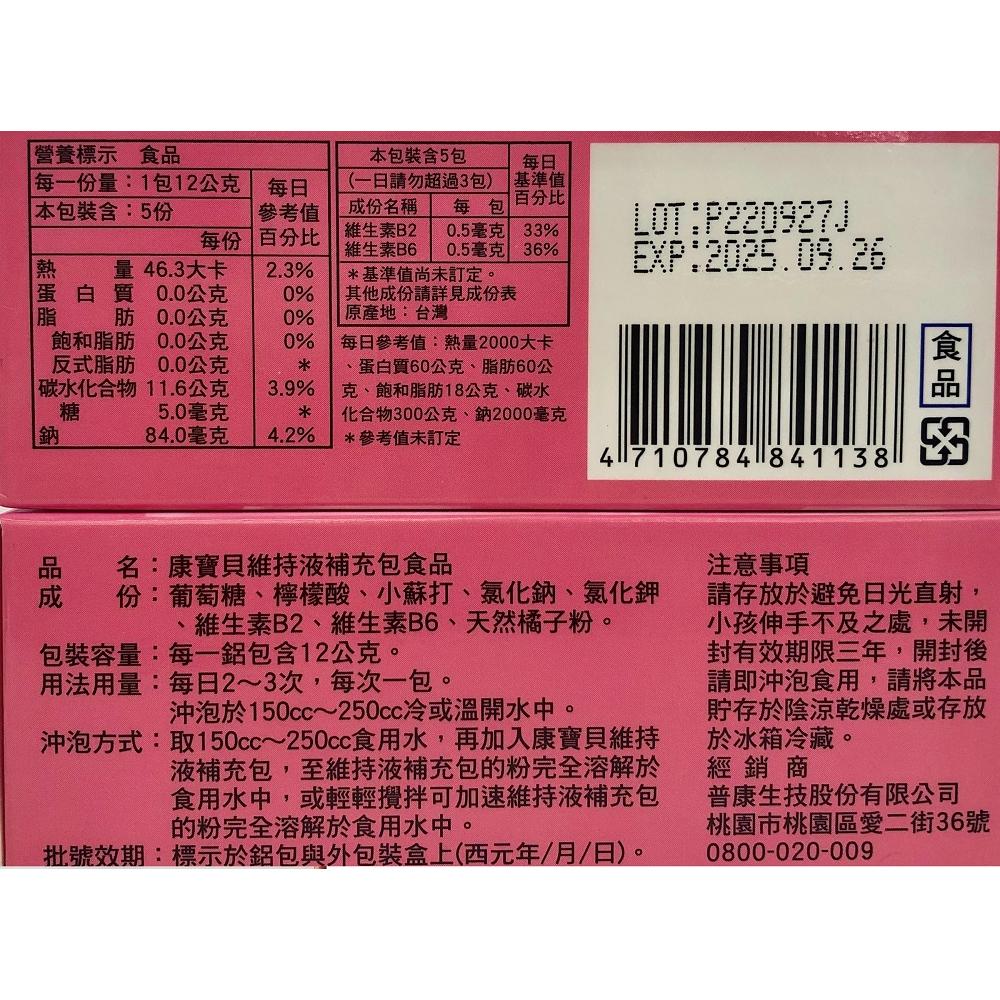 營養標示 食品
每一份量：1包12公克
本包裝含：5份
每份 每日參考值百分比
熱量 46.3大卡 2.3%
蛋白質 0.0公克 0%
脂肪 0.0公克 0%
飽和脂肪 0.0公克 0%
反式脂肪 0.0公克 *
碳水化合物 11.6公克 3.9%
糖 5.0毫克 *
鈉 84.0毫克 4.2%
本包裝含5包
(一日請勿超過3包)
每日基準值百分比
成份名稱 每包
維生素B2 0.5毫克 33%
維生素B6 0.5毫克 36%
*基準值尚未訂定。
其他成份請詳見成份表
原產地：台灣
每日參考值：熱量2000大卡
、蛋白質60公克、脂肪60公
克、飽和脂肪18公克、碳水
化合物300公克、鈉2000毫克
*參考值未訂定
LOT:P220927J
EXP:2025.09.26
食品
4 710784 841138
品名：康寶貝維持液補充包食品
成份：葡萄糖、檸檬酸、小蘇打、氯化鈉、氯化鉀
、維生素B2、維生素B6、天然橘子粉。
包裝容量：每一鋁包含12公克。
用法用量：每日2～3次，每次一包。
沖泡於150cc～250cc冷或溫開水中。
沖泡方式：取150cc～250cc食用水，再加入康寶貝維持
液補充包，至維持液補充包的粉完全溶解於
食用水中，或輕輕攪拌可加速維持液補充包
的粉完全溶解於食用水中。
批號效期：標示於鋁包與外包裝盒上(西元年/月/日)。
注意事項
請存放於避免日光直射，
小孩伸手不及之處，未開
封有效期限三年，開封後
請即沖泡食用，請將本品
貯存於陰涼乾燥處或存放
於冰箱冷藏。
經銷商
普康生技股份有限公司
桃園市桃園區愛二街36號
0800-020-009